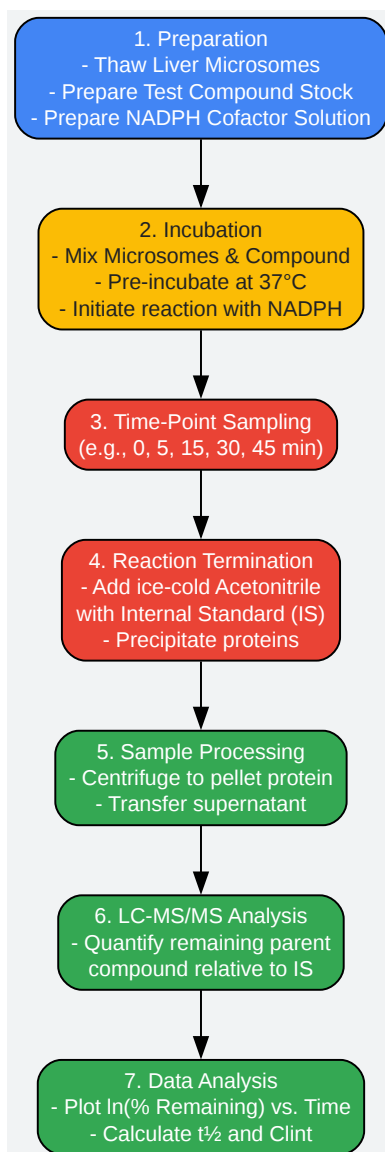 1. Preparation
- Thaw Liver Microsomes
- Prepare Test Compound Stock
- Prepare NADPH Cofactor Solution
2. Incubation
- Mix Microsomes & Compound
- Pre-incubate at 37°C
- Initiate reaction with NADPH
3. Time-Point Sampling
(e.g., 0, 5, 15, 30, 45 min)
4. Reaction Termination
- Add ice-cold Acetonitrile
with Internal Standard (IS)
- Precipitate proteins
5. Sample Processing
- Centrifuge to pellet protein
- Transfer supernatant
6. LC-MS/MS Analysis
- Quantify remaining parent
compound relative to IS
7. Data Analysis
- Plot ln(% Remaining) vs. Time
- Calculate t½ and Clint